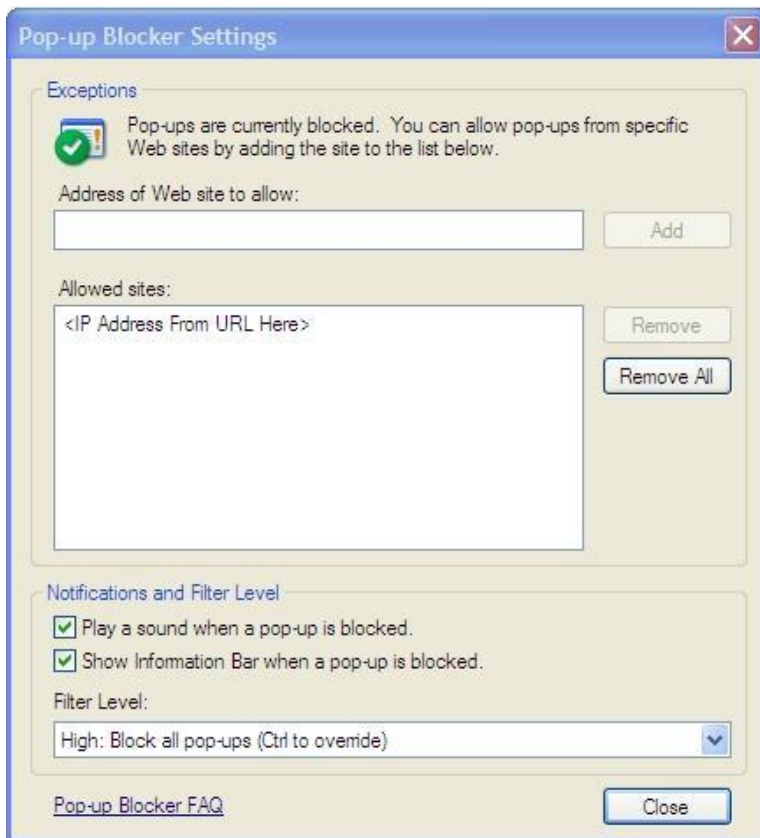 Pop-up Blocker Settings
Exceptions
Pop-ups are currently blocked. You can allow pop-ups from specific
Web sites by adding the site to the list below.
Address of Web site to allow:
Add
Allowed sites:
<IP Address From URL Here>
Remove
Remove All
Notifications and Filter Level
Play a sound when a pop-up is blocked.
Show Information Bar when a pop-up is blocked.
Filter Level:
High: Block all pop-ups (Ctrl to override)
Pop-up Blocker FAQ
Close